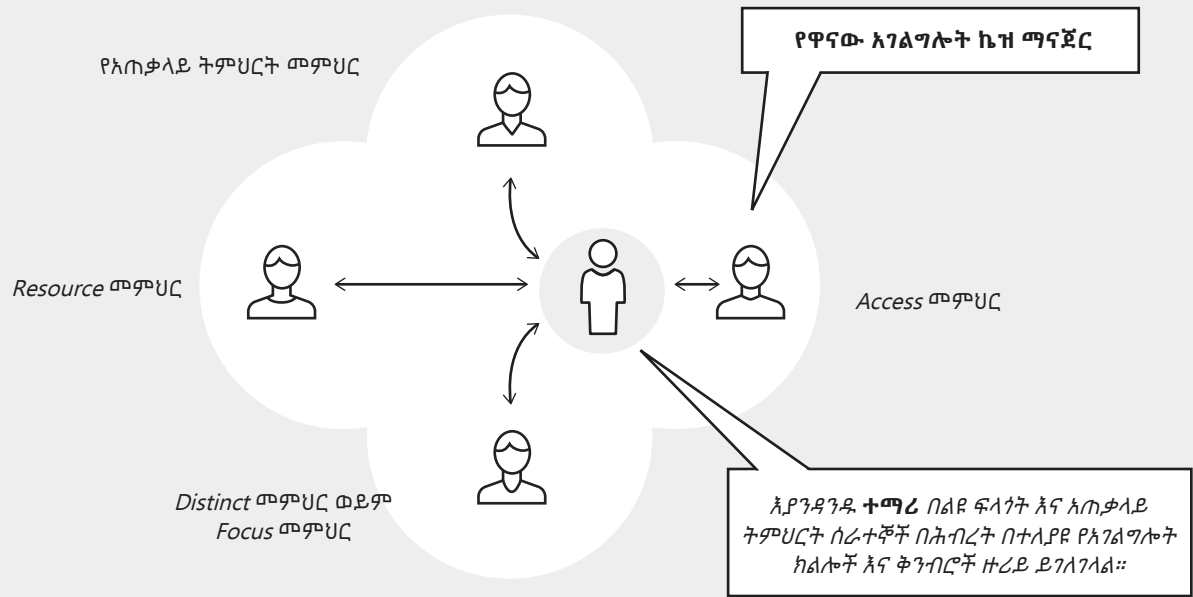 የዋናው አገልግሎት ኬዝ ማናጀር
የአጠቃላይ ትምህርት መምህር
Resource መምህር
Access መምህር
Distinct መምህር ወይም
Focus መምህር
እያንዳንዱ ተማሪ በልዩ ፍላጎት እና አጠቃላይ
ትምህርት ሰራተኞች በሕብረት በተለያዩ የአገልግሎት
ክልሎች እና ቅንብሮች ዙሪይ ይገለገላል።